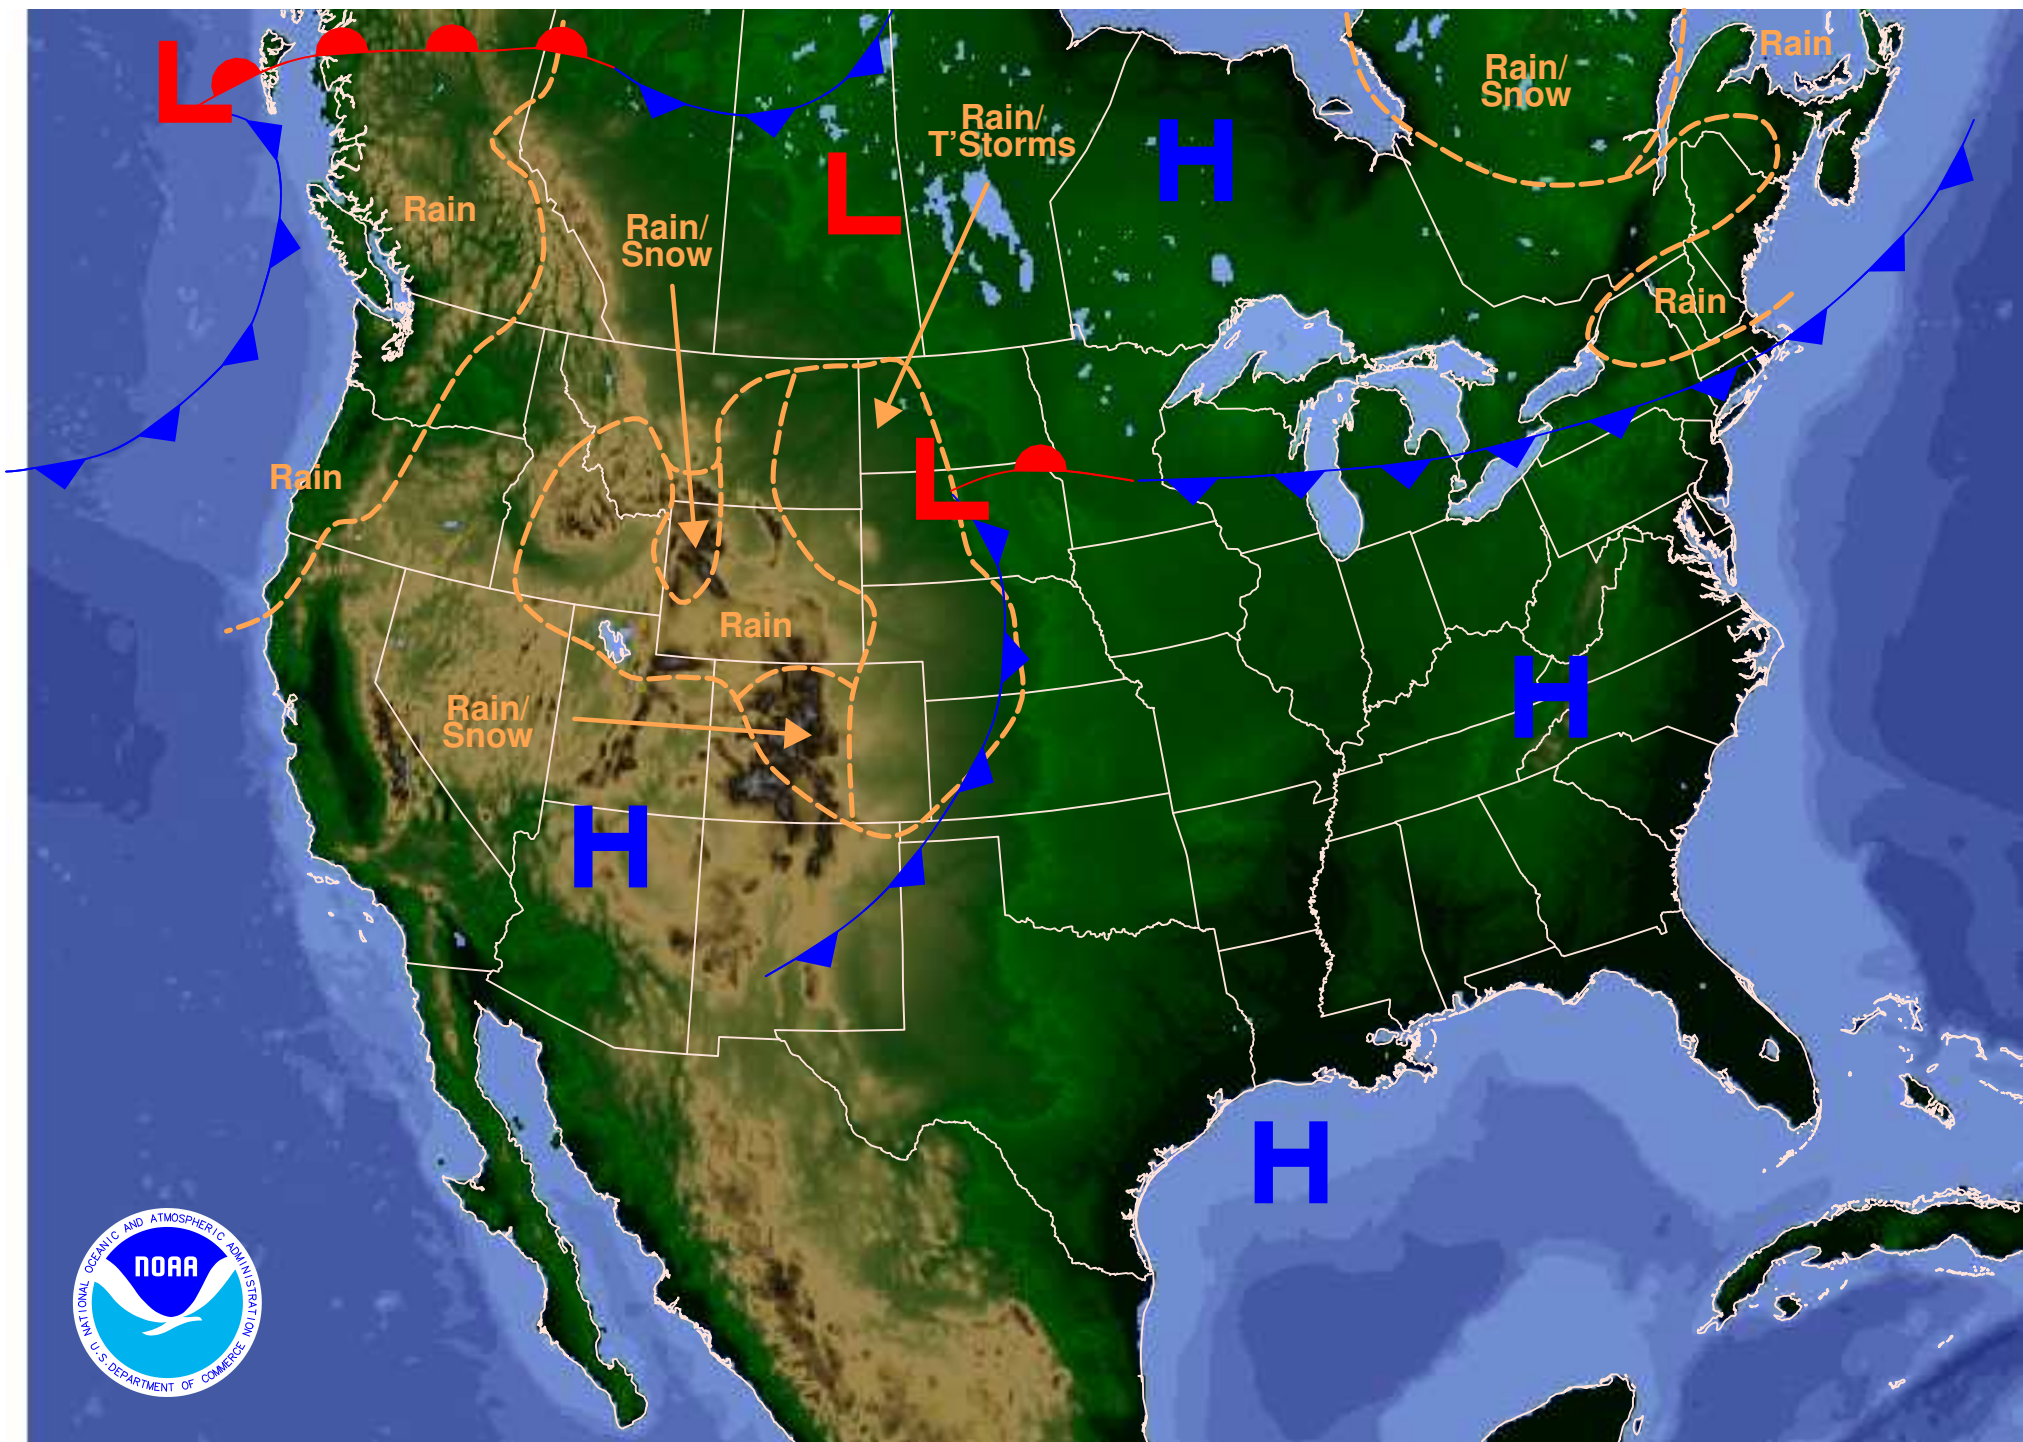 L
Rain
Rain/
Snow
Rain/
T'Storms
H
L
Rain
Rain/
Snow
Rain
Rain
L
Rain
H
Rain/
Snow
H
H
NATIONAL OCEANIC AND ATMOSPHERIC ADMINISTRATION
NOAA
U.S. DEPARTMENT OF COMMERCE